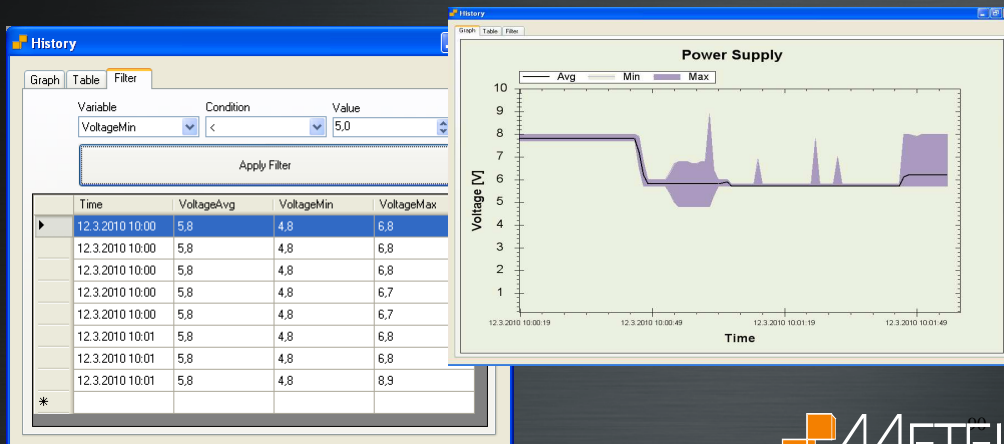 History
Graph Table Filter
Variable Condition Value
VoltageMin < 5,0
Apply Filter
Time VoltageAvg VoltageMin VoltageMax
12.3.2010 10:00 5,8 4,8 6,8
12.3.2010 10:00 5,8 4,8 6,8
12.3.2010 10:00 5,8 4,8 6,8
12.3.2010 10:00 5,8 4,8 6,7
12.3.2010 10:00 5,8 4,8 6,7
12.3.2010 10:01 5,8 4,8 6,8
12.3.2010 10:01 5,8 4,8 6,8
12.3.2010 10:01 5,8 4,8 8,9
History
Graph Table Filter
Power Supply
Avg Min Max
10
9
8
7
6
5
4
3
2
1
Voltage [V]
12.3.2010 10:00:19 12.3.2010 10:00:49 12.3.2010 10:01:19 12.3.2010 10:01:49
Time